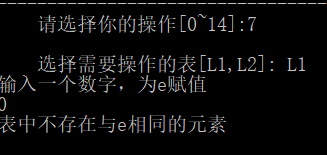 请选择你的操作[0~14]:7
选择需要操作的表[L1,L2]: L1
输入一个数字，为e赋值
0
表中不存在与e相同的元素